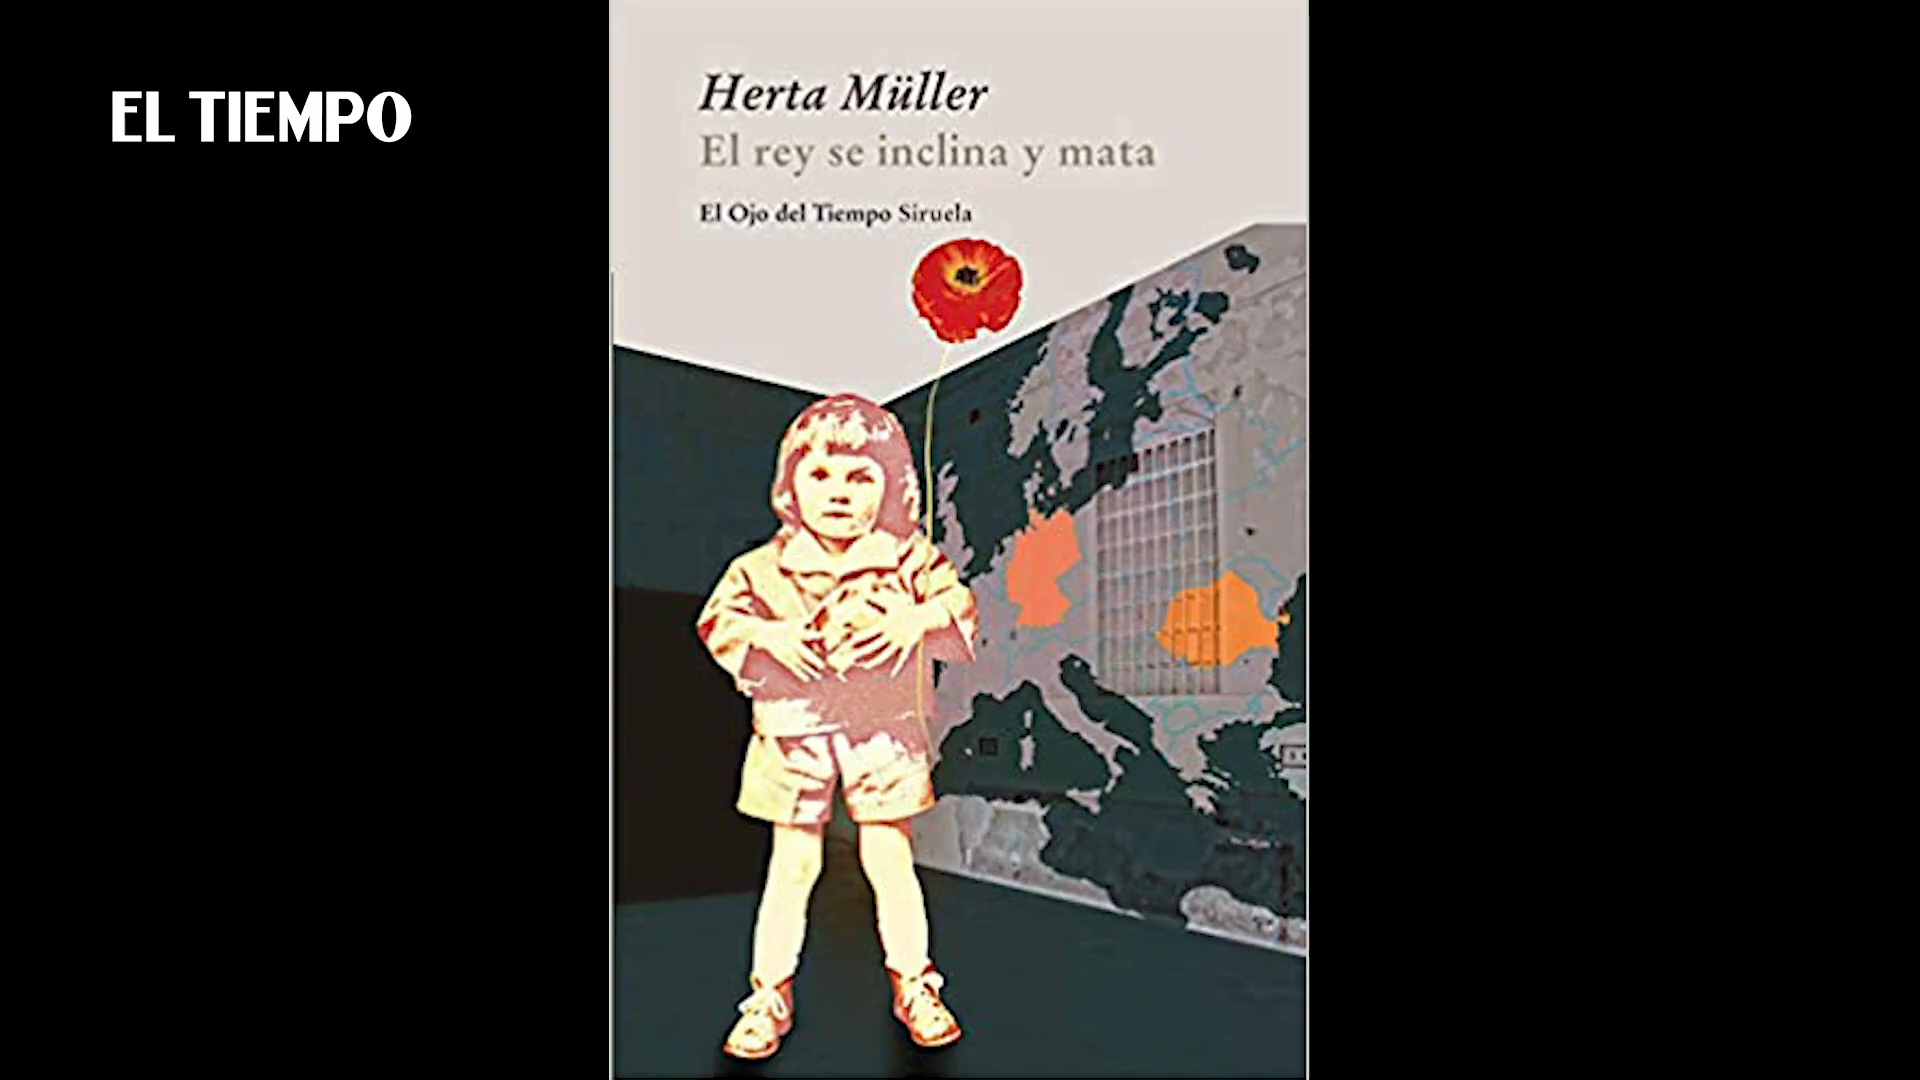 EL TIEMPO
Herta Müller
El rey se inclina y mata
El Ojo del Tiempo Siruela